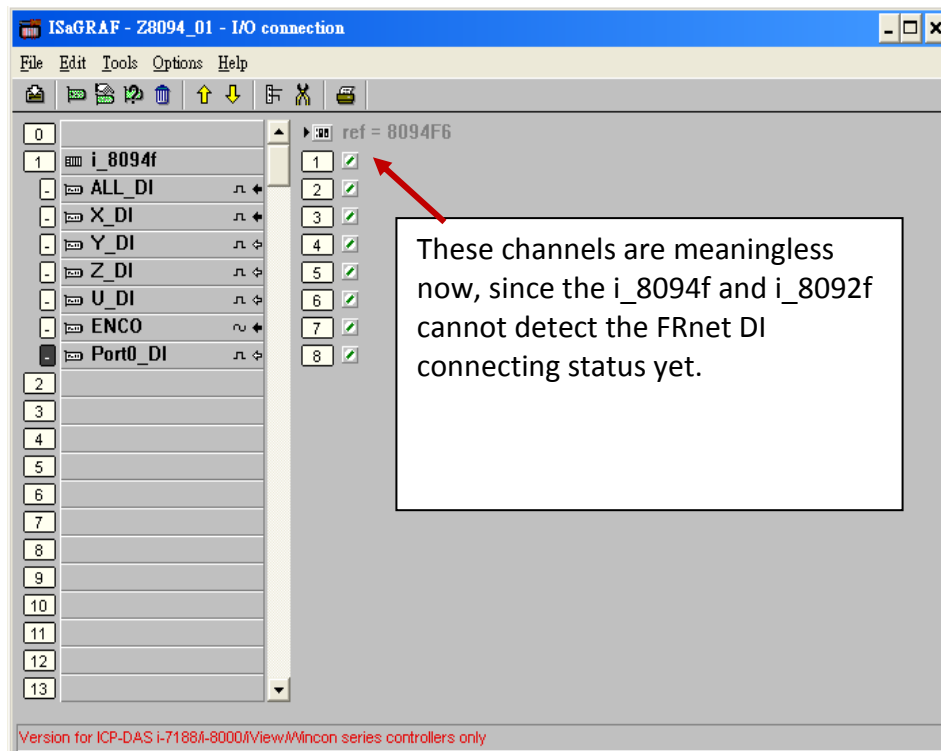 ISaGRAF - Z8094_01 - I/O connection
File Edit Tools Options Help
0
1 i_8094f
- ALL_DI
- X_DI
- Y_DI
- Z_DI
- U_DI
- ENCO
- Port0_DI
2
3
4
5
6
7
8
9
10
11
12
13
ref = 8094F6
1
2
3
4
5
6
7
8
These channels are meaningless
now, since the i_8094f and i_8092f
cannot detect the FRnet DI
connecting status yet.
Version for ICP-DAS i-7188/i-8000/iView/Wincon series controllers only